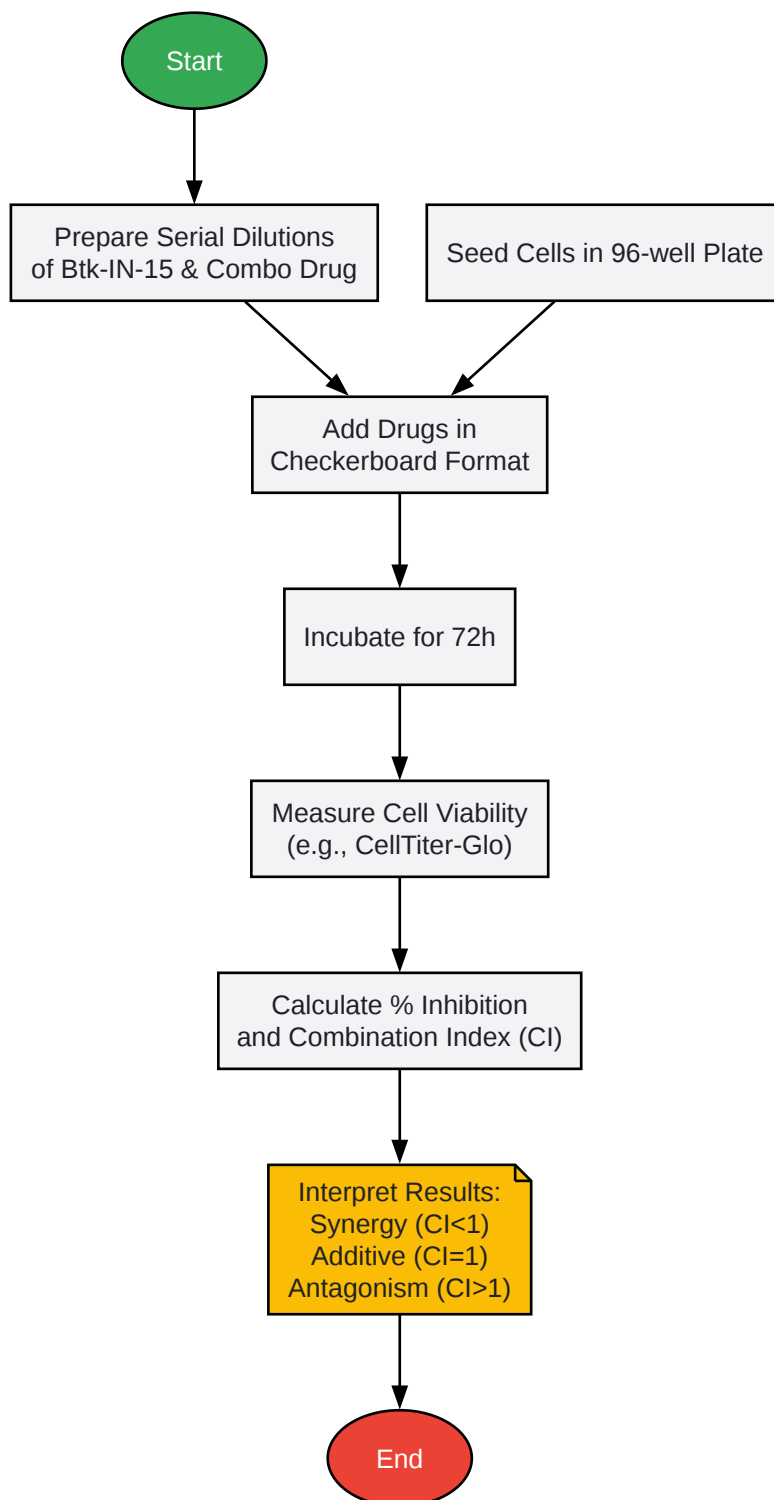 Start
Prepare Serial Dilutions
of Btk-IN-15 & Combo Drug
Seed Cells in 96-well Plate
Add Drugs in
Checkerboard Format
Incubate for 72h
Measure Cell Viability
(e.g., CellTiter-Glo)
Calculate % Inhibition
and Combination Index (CI)
Interpret Results:
Synergy (CI<1)
Additive (CI=1)
Antagonism (CI>1)
End